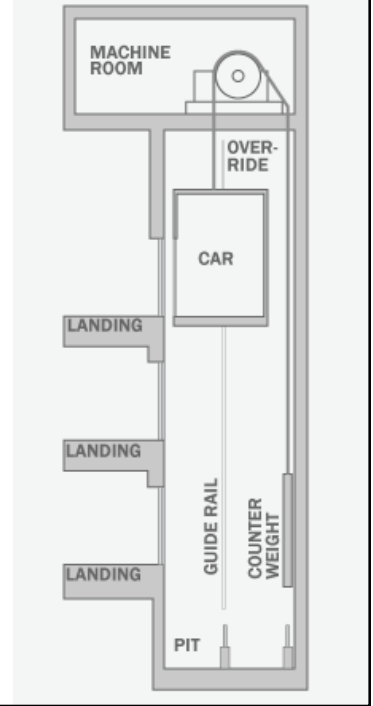 MACHINE
ROOM
OVER-
RIDE
CAR
LANDING
LANDING
GUIDE RAIL
COUNTER
WEIGHT
LANDING
PIT